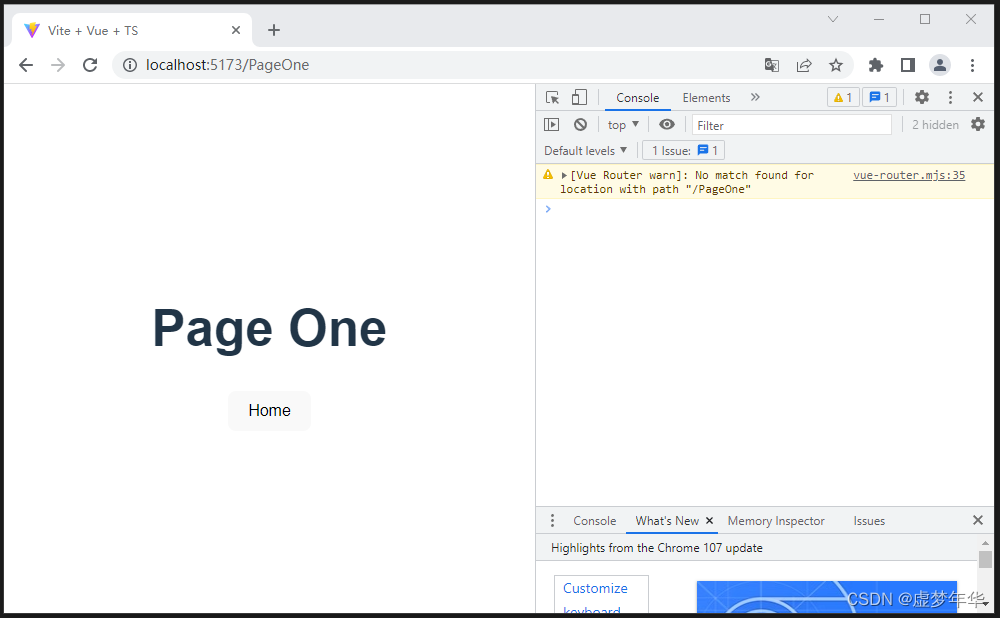 Vite + Vue + TS
localhost:5173/PageOne
Console Elements 1 1
top Filter 2 hidden
Default levels 1 Issue: 1
[Vue Router warn]: No match found for vue-router.mjs:35
location with path "/PageOne"
Page One
Home
Console What's New Memory Inspector Issues
Highlights from the Chrome 107 update
Customize
keyboard
CSDN @虚梦年华